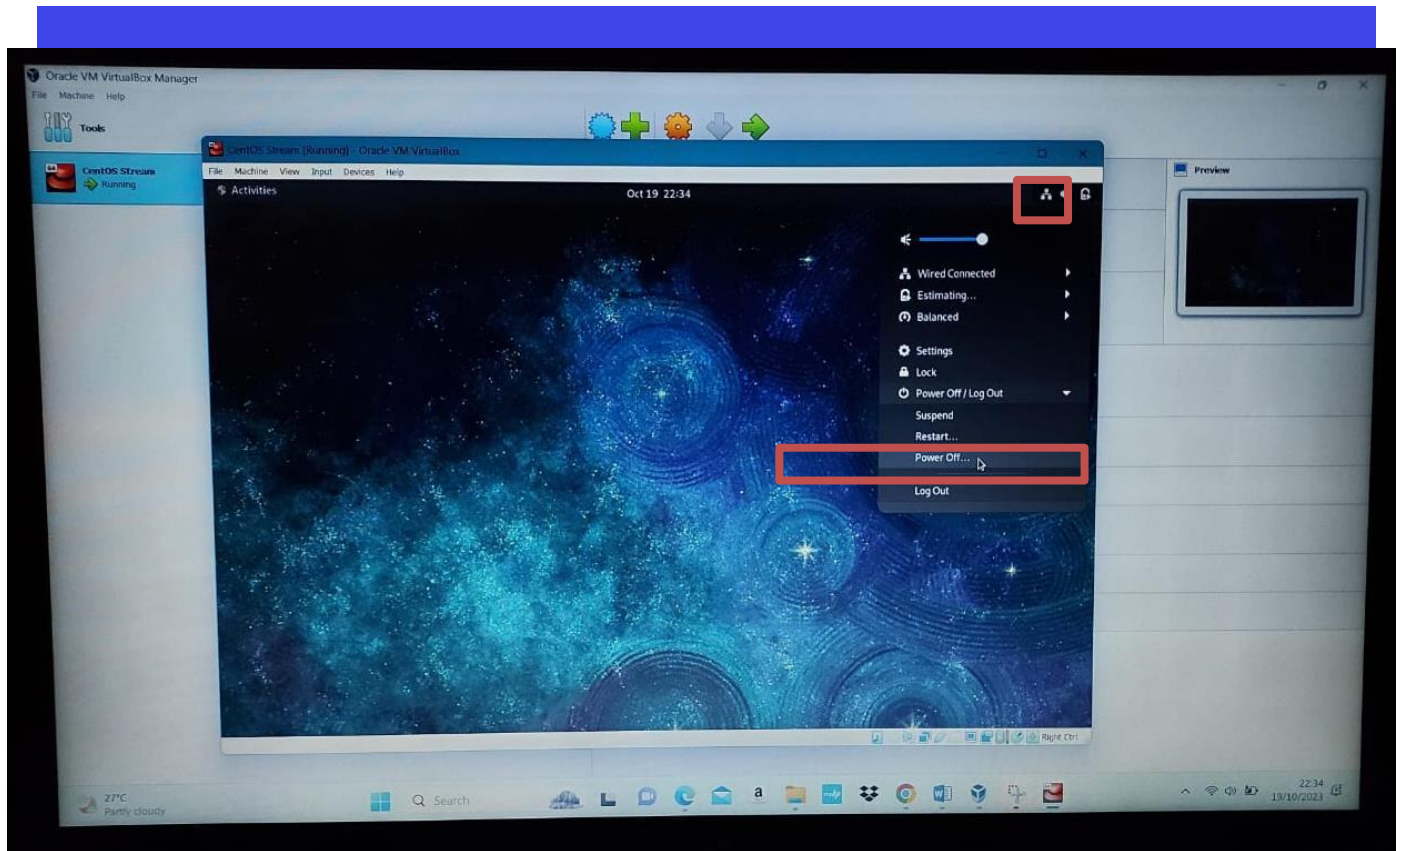 Oracle VM VirtualBox Manager
File Machine Help
Tools
CentOS Stream
Running
CentOS Stream [Running] - Oracle VM VirtualBox
File Machine View Input Devices Help
Activities
Oct 19 22:34
Wired Connected
Estimating...
Balanced
Settings
Lock
Power Off / Log Out
Suspend
Restart...
Power Off...
Log Out
Preview
Right Ctrl
27°C
Partly cloudy
Search
a
22:34
19/10/2023